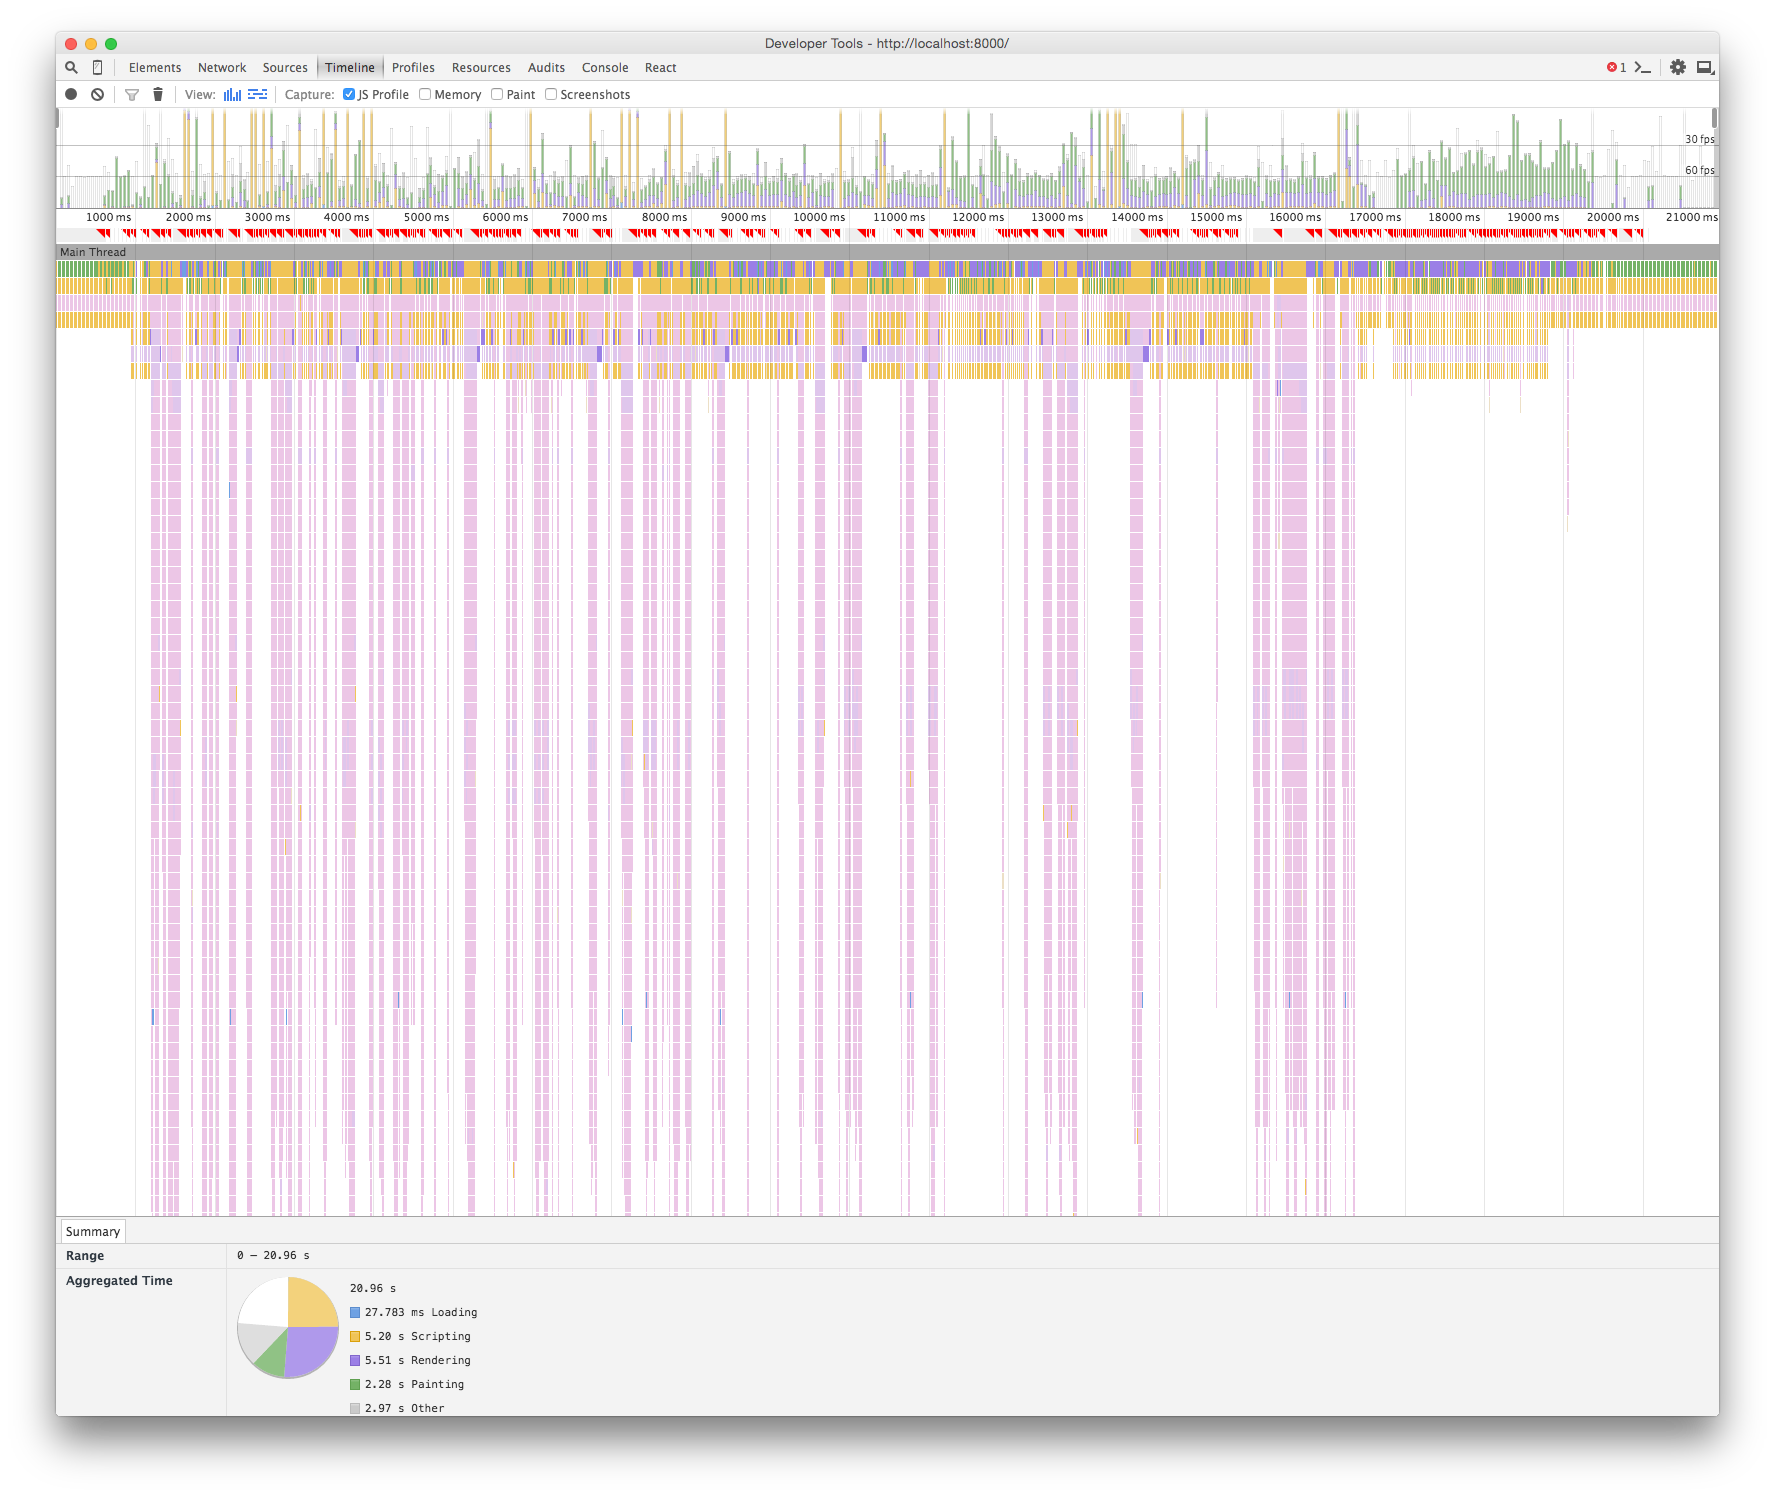 Developer Tools - http://localhost:8000/
Elements Network Sources Timeline Profiles Resources Audits Console React 1
View: Capture: JS Profile Memory Paint Screenshots
30 fps
60 fps
1000 ms 2000 ms 3000 ms 4000 ms 5000 ms 6000 ms 7000 ms 8000 ms 9000 ms 10000 ms 11000 ms 12000 ms 13000 ms 14000 ms 15000 ms 16000 ms 17000 ms 18000 ms 19000 ms 20000 ms 21000 ms
Main Thread
Summary
Range 0 – 20.96 s
Aggregated Time
20.96 s
27.783 ms Loading
5.20 s Scripting
5.51 s Rendering
2.28 s Painting
2.97 s Other